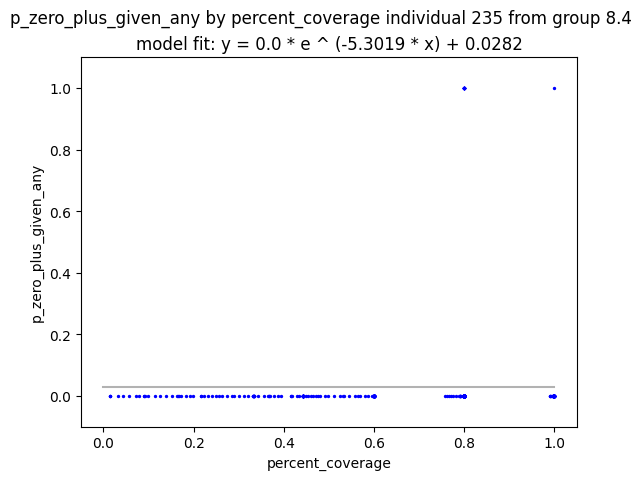 p_zero_plus_given_any by percent_coverage individual 235 from group 8.4
model fit: y = 0.0 * e ^ (-5.3019 * x) + 0.0282
1.0
0.8
0.6
0.4
0.2
0.0
p_zero_plus_given_any
0.0 0.2 0.4 0.6 0.8 1.0
percent_coverage